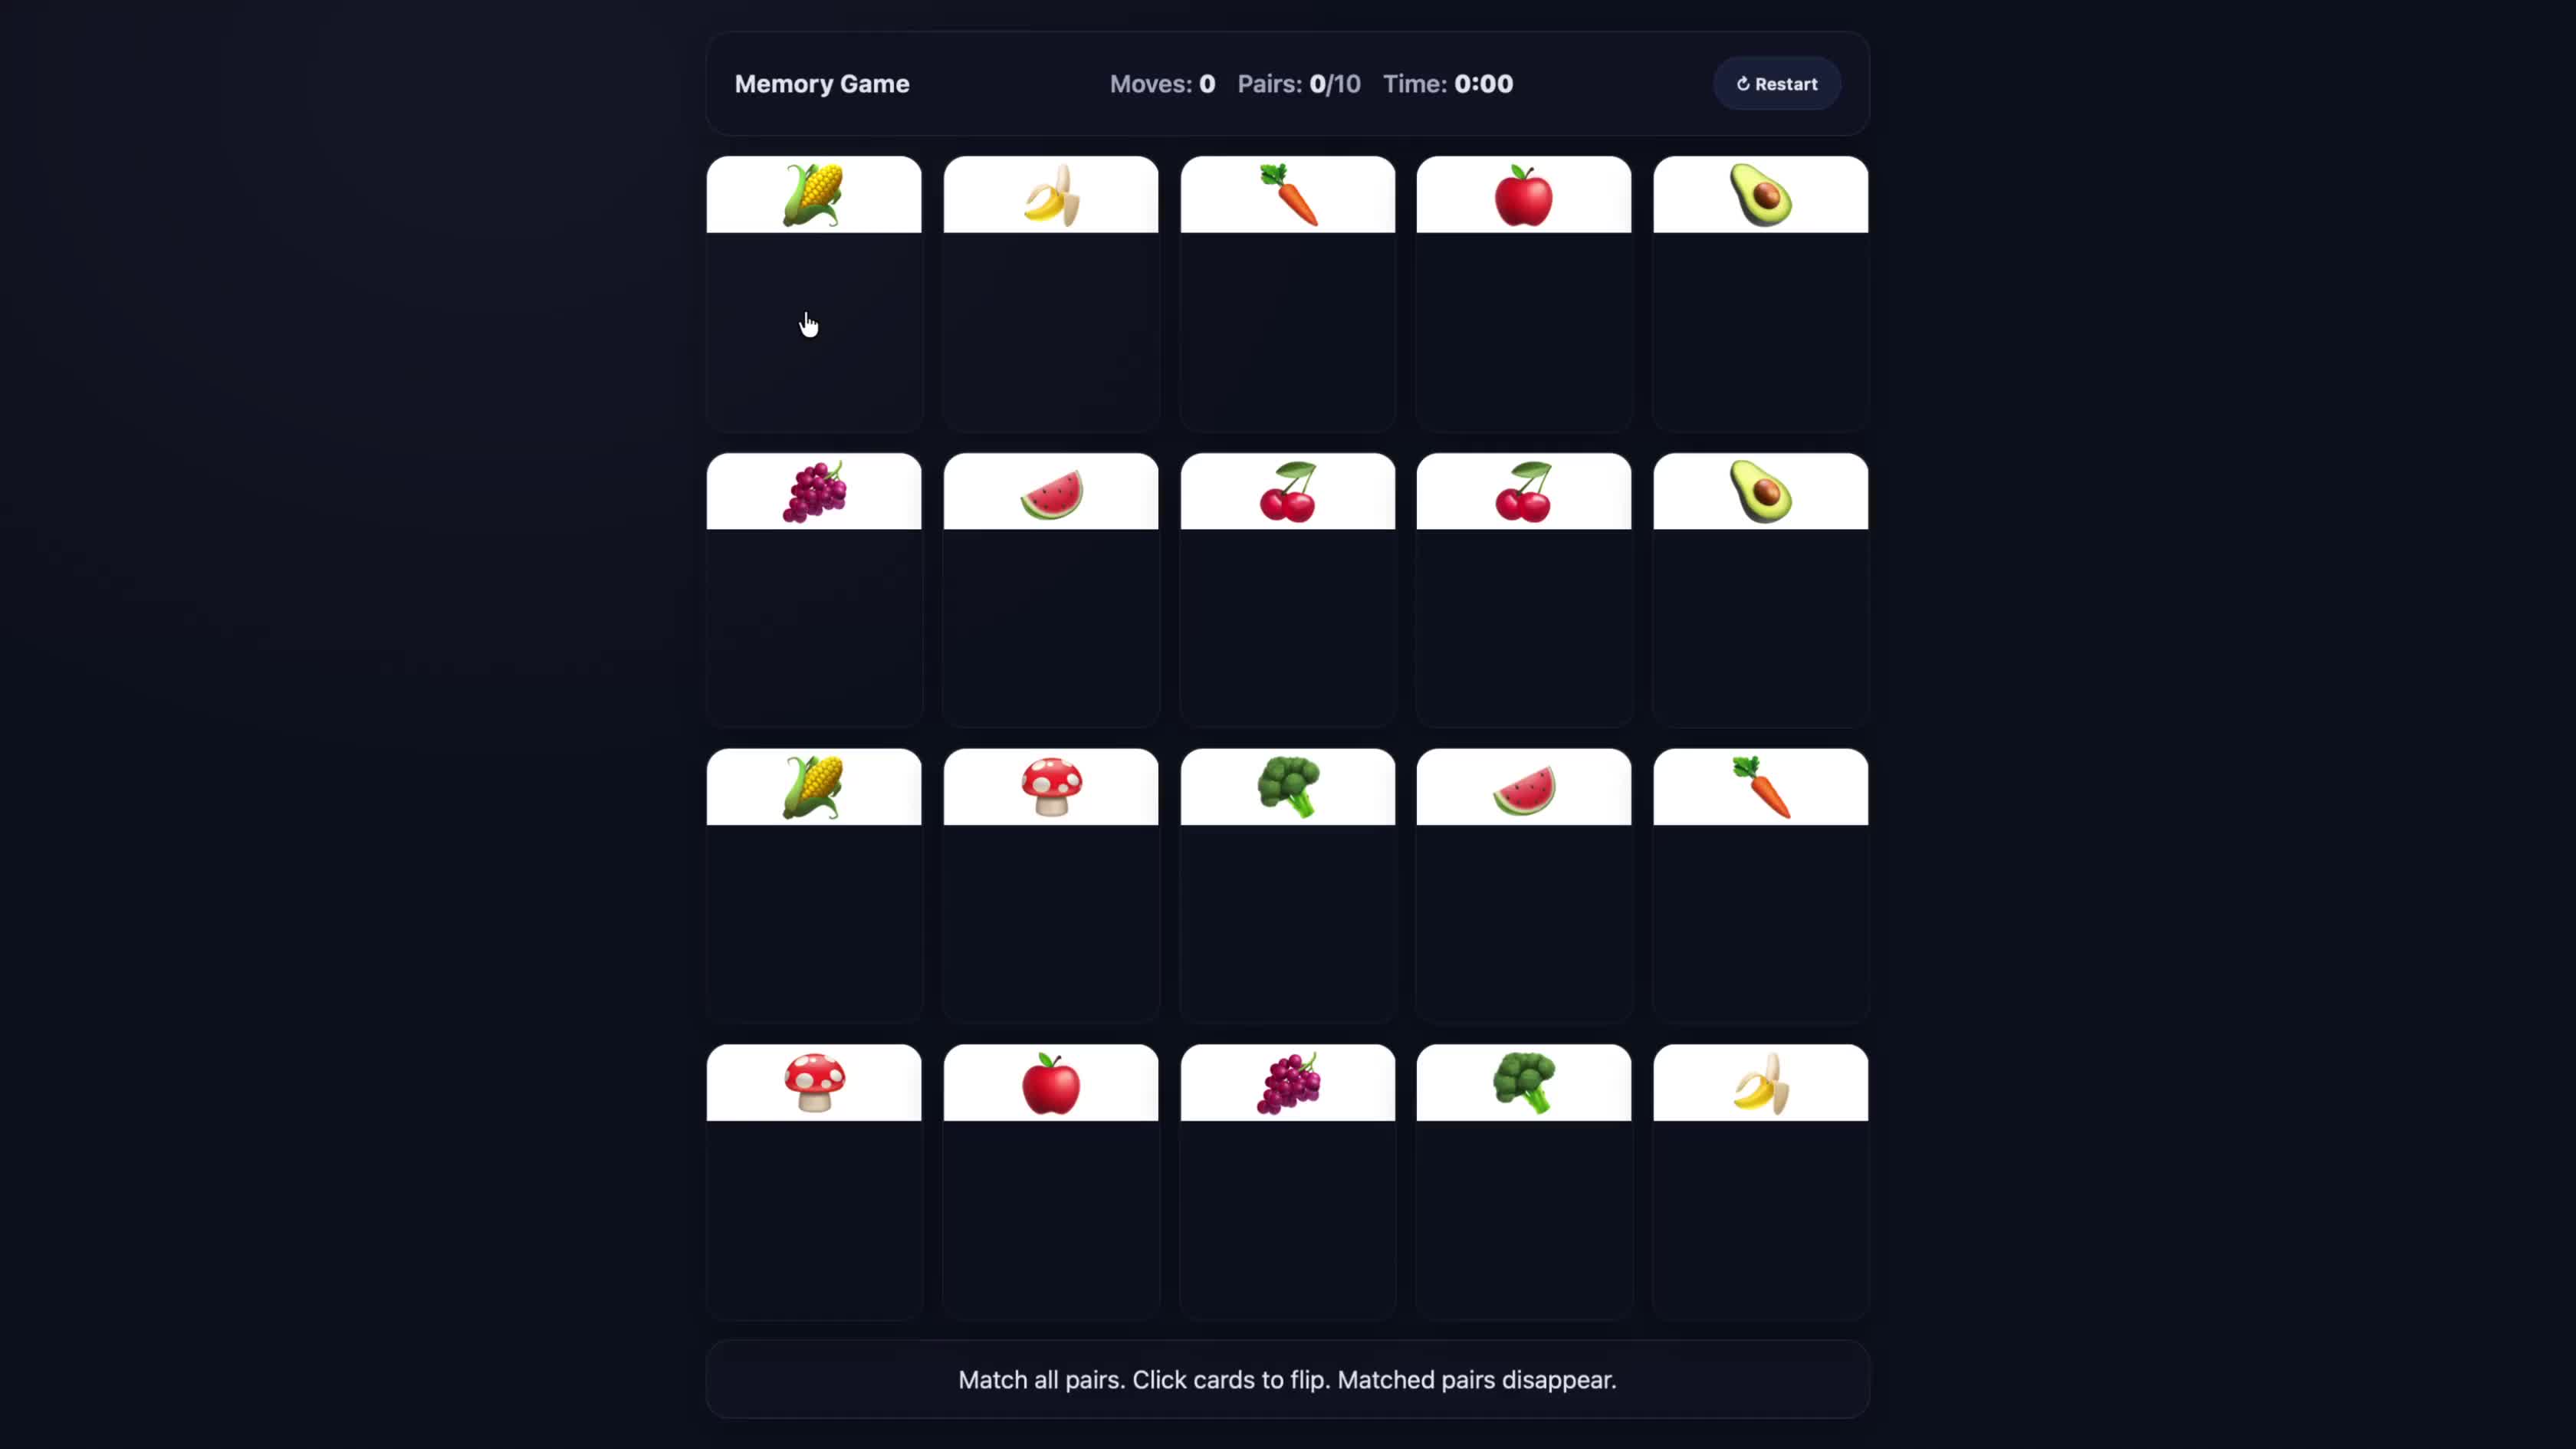 Memory Game
Moves: 0 Pairs: 0/10 Time: 0:00
↻ Restart
Match all pairs. Click cards to flip. Matched pairs disappear.